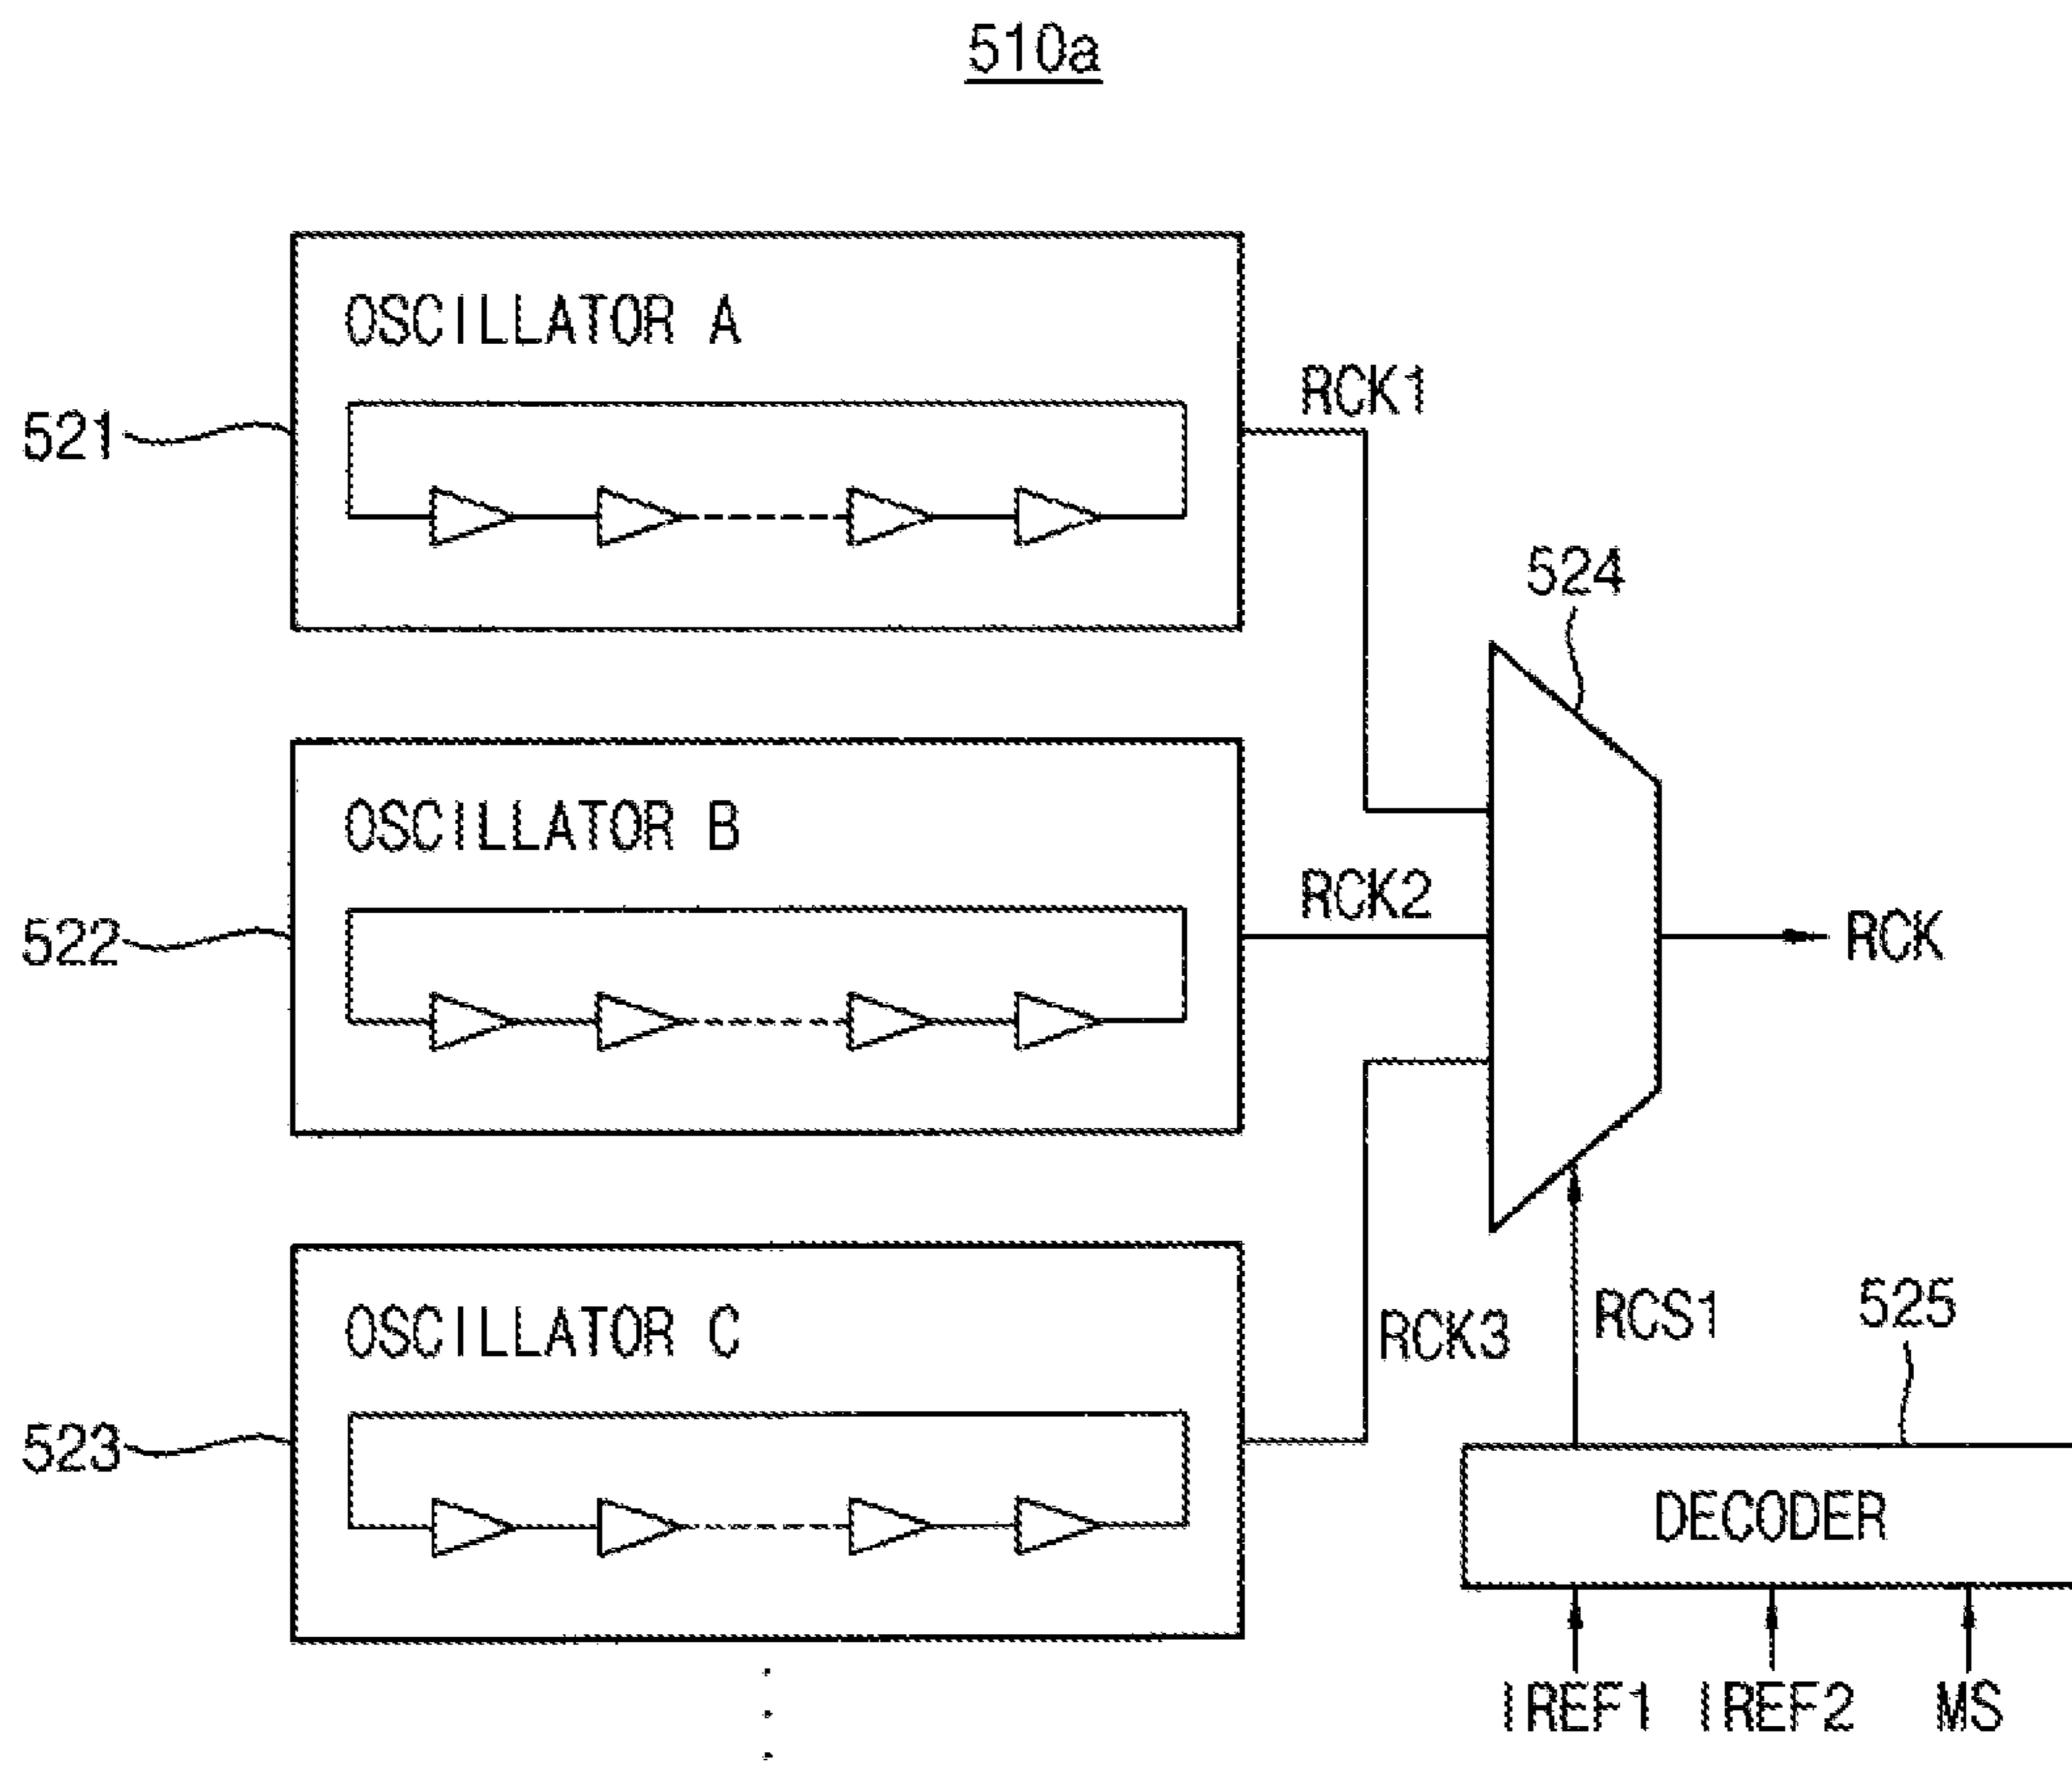 510a
OSCILLATOR A
RCK1
521
524
OSCILLATOR B
RCK2
522
RCK
OSCILLATOR C
RCK3
RCS1
525
523
DECODER
IREF1 IREF2 MS